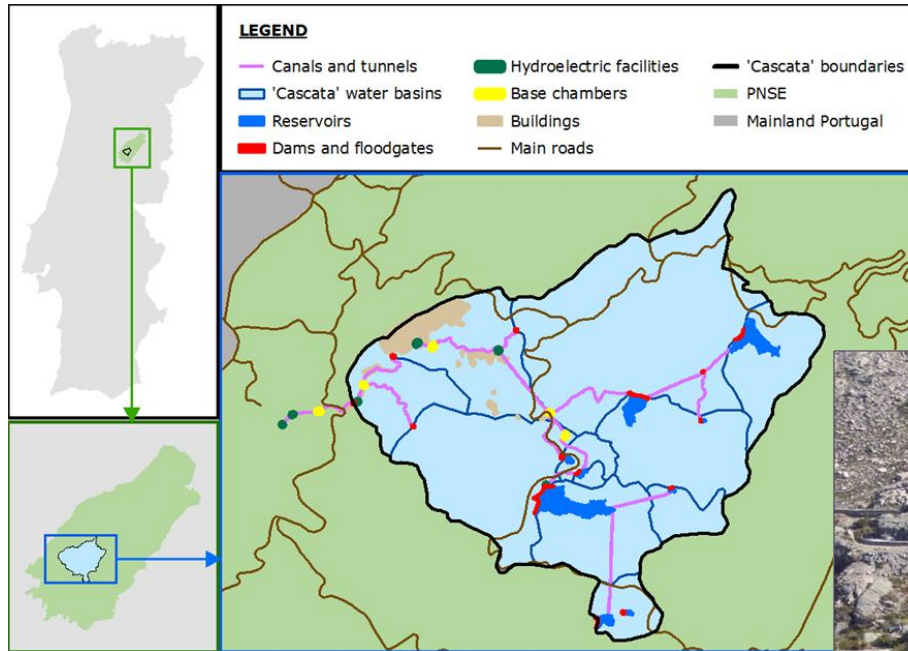 LEGEND
Canals and tunnels
Hydroelectric facilities
'Cascata' boundaries
'Cascata' water basins
Base chambers
PNSE
Reservoirs
Buildings
Mainland Portugal
Dams and floodgates
Main roads